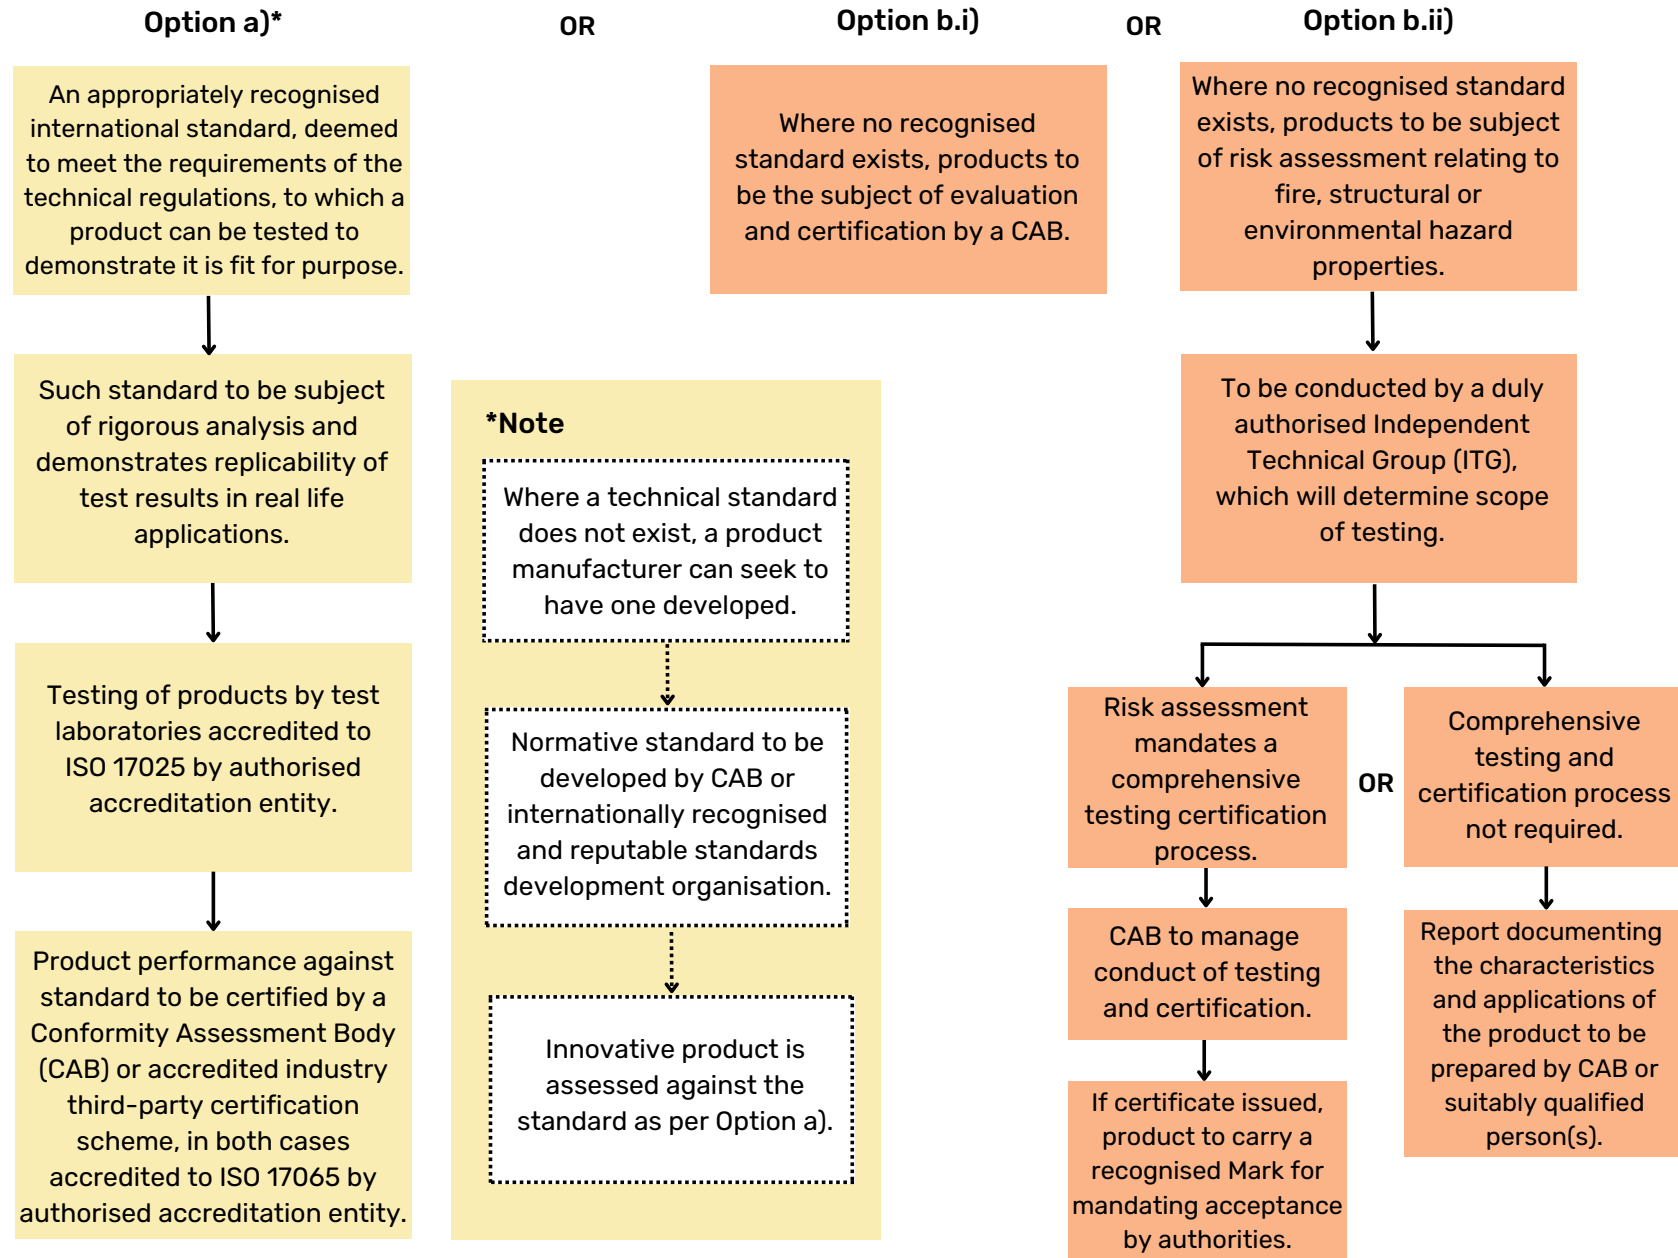 Option a)*
OR
Option b.i)
OR
Option b.ii)
An appropriately recognised
international standard, deemed
to meet the requirements of the
technical regulations, to which a
product can be tested to
demonstrate it is fit for purpose.
Such standard to be subject
of rigorous analysis and
demonstrates replicability of
test results in real life
applications.
Testing of products by test
laboratories accredited to
ISO 17025 by authorised
accreditation entity.
Product performance against
standard to be certified by a
Conformity Assessment Body
(CAB) or accredited industry
third-party certification
scheme, in both cases
accredited to ISO 17065 by
authorised accreditation entity.
*Note
Where a technical standard
does not exist, a product
manufacturer can seek to
have one developed.
Normative standard to be
developed by CAB or
internationally recognised
and reputable standards
development organisation.
Innovative product is
assessed against the
standard as per Option a).
Where no recognised
standard exists, products to
be the subject of evaluation
and certification by a CAB.
Where no recognised standard
exists, products to be subject
of risk assessment relating to
fire, structural or
environmental hazard
properties.
To be conducted by a duly
authorised Independent
Technical Group (ITG),
which will determine scope
of testing.
Risk assessment
mandates a
comprehensive
testing certification
process.
CAB to manage
conduct of testing
and certification.
If certificate issued,
product to carry a
recognised Mark for
mandating acceptance
by authorities.
OR
Comprehensive
testing and
certification process
not required.
Report documenting
the characteristics
and applications of
the product to be
prepared by CAB or
suitably qualified
person(s).